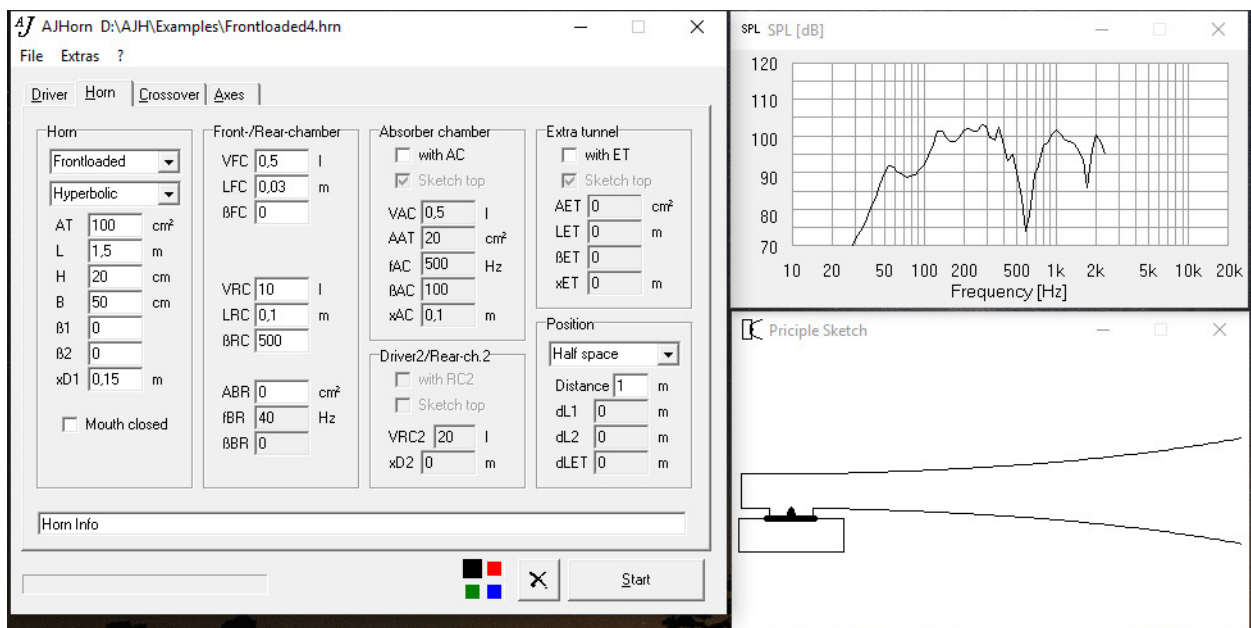 AJ AJHorn D:\AJH\Examples\Frontloaded4.hrn
File Extras ?
Driver Horn Crossover Axes
Horn
Frontloaded
Hyperbolic
AT 100 cm²
L 1,5 m
H 20 cm
B 50 cm
ß1 0
ß2 0
xD1 0,15 m
Mouth closed
Front-/Rear-chamber
VFC 0,5 l
LFC 0,03 m
ßFC 0
VRC 10 l
LRC 0,1 m
ßRC 500
ABR 0 cm²
fBR 40 Hz
ßBR 0
Absorber chamber
with AC
Sketch top
VAC 0,5 l
AAT 20 cm²
fAC 500 Hz
ßAC 100
xAC 0,1 m
Driver2/Rear-ch.2
with RC2
Sketch top
VRC2 20 l
xD2 0 m
Extra tunnel
with ET
Sketch top
AET 0 cm²
LET 0 m
ßET 0
xET 0 m
Position
Half space
Distance 1 m
dL1 0 m
dL2 0 m
dLET 0 m
Horn Info
Start
SPL SPL [dB]
120
110
100
90
80
70
10 20 50 100 200 500 1k 2k 5k 10k 20k
Frequency [Hz]
Priciple Sketch